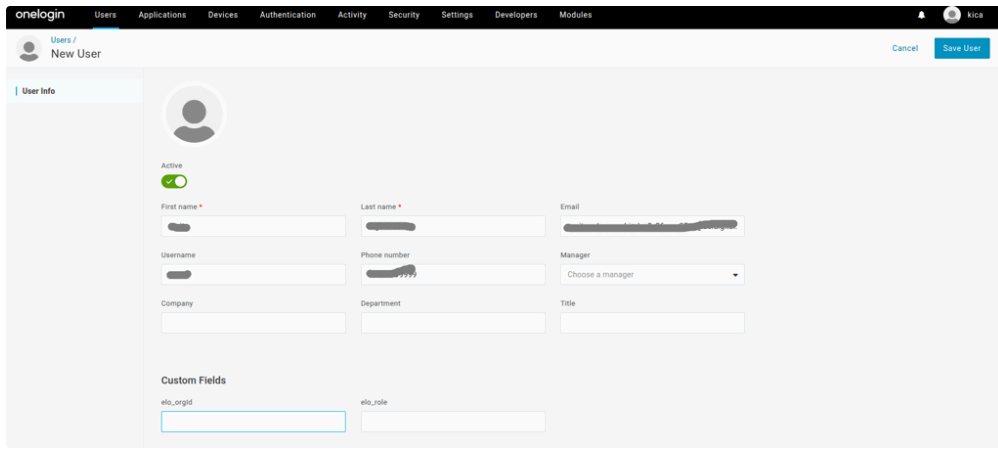 onelogin Users Applications Devices Authentication Activity Security Settings Developers Modules kica
Users /
New User
Cancel Save User
User Info
Active
First name * Last name * Email
Username Phone number Manager
Choose a manager
Company Department Title
Custom Fields
elo_orgId elo_role